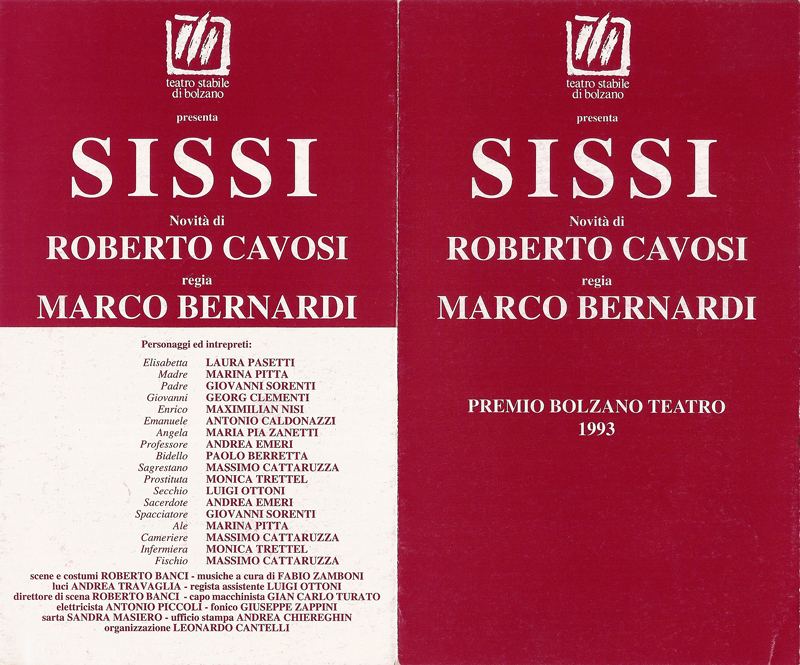 teatro stabile
di bolzano
presenta
SISSI
Novità di
ROBERTO CAVOSI
regia
MARCO BERNARDI
Personaggi ed intrepreti:
Elisabetta LAURA PASETTI
Madre MARINA PITTA
Padre GIOVANNI SORENTI
Giovanni GEORG CLEMENTI
Enrico MAXIMILIAN NISI
Emanuele ANTONIO CALDONAZZI
Angela MARIA PIA ZANETTI
Professore ANDREA EMERI
Bidello PAOLO BERRETTA
Sagrestano MASSIMO CATTARUZZA
Prostituta MONICA TRETTEL
Secchio LUIGI OTTONI
Sacerdote ANDREA EMERI
Spacciatore GIOVANNI SORENTI
Ale MARINA PITTA
Cameriere MASSIMO CATTARUZZA
Infermiera MONICA TRETTEL
Fischio MASSIMO CATTARUZZA
scene e costumi ROBERTO BANCI - musiche a cura di FABIO ZAMBONI
luci ANDREA TRAVAGLIA - regista assistente LUIGI OTTONI
direttore di scena ROBERTO BANCI - capo macchinista GIAN CARLO TURATO
elettricista ANTONIO PICCOLI - fonico GIUSEPPE ZAPPINI
sarta SANDRA MASIERO - ufficio stampa ANDREA CHIEREGHIN
organizzazione LEONARDO CANTELLI
teatro stabile
di bolzano
presenta
SISSI
Novità di
ROBERTO CAVOSI
regia
MARCO BERNARDI
PREMIO BOLZANO TEATRO
1993